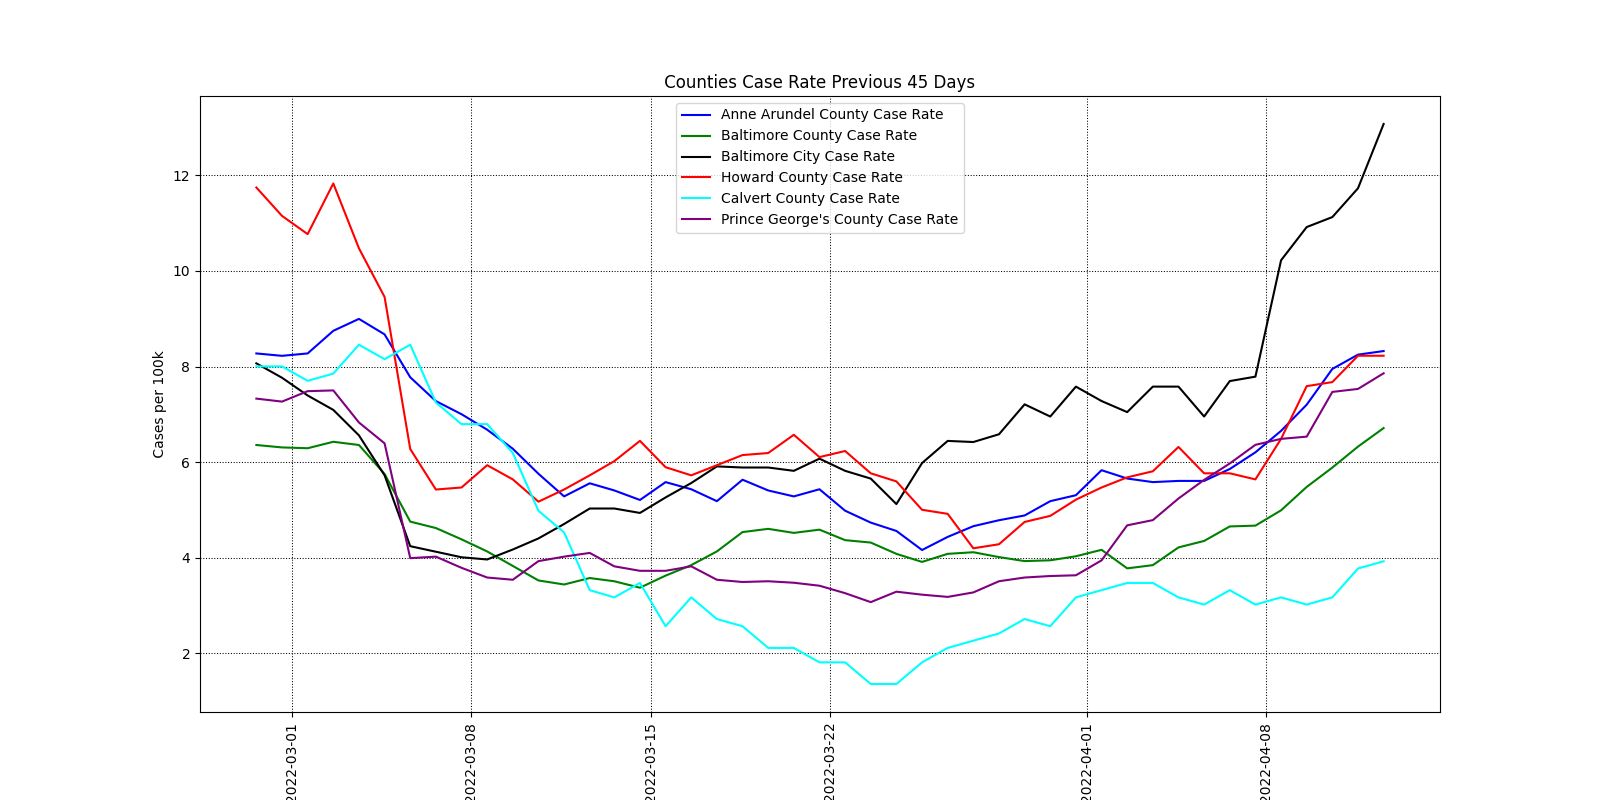 Counties Case Rate Previous 45 Days
Anne Arundel County Case Rate
Baltimore County Case Rate
Baltimore City Case Rate
Howard County Case Rate
Calvert County Case Rate
Prince George's County Case Rate
Cases per 100k
12
10
8
6
4
2
2022-03-01
2022-03-08
2022-03-15
2022-03-22
2022-04-01
2022-04-08